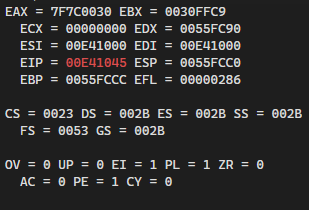 EAX = 7F7C0030 EBX = 0030FFC9
ECX = 00000000 EDX = 0055FC90
ESI = 00E41000 EDI = 00E41000
EIP = 00E41045 ESP = 0055FCC0
EBP = 0055FCCC EFL = 00000286
CS = 0023 DS = 002B ES = 002B SS = 002B
FS = 0053 GS = 002B
OV = 0 UP = 0 EI = 1 PL = 1 ZR = 0
AC = 0 PE = 1 CY = 0